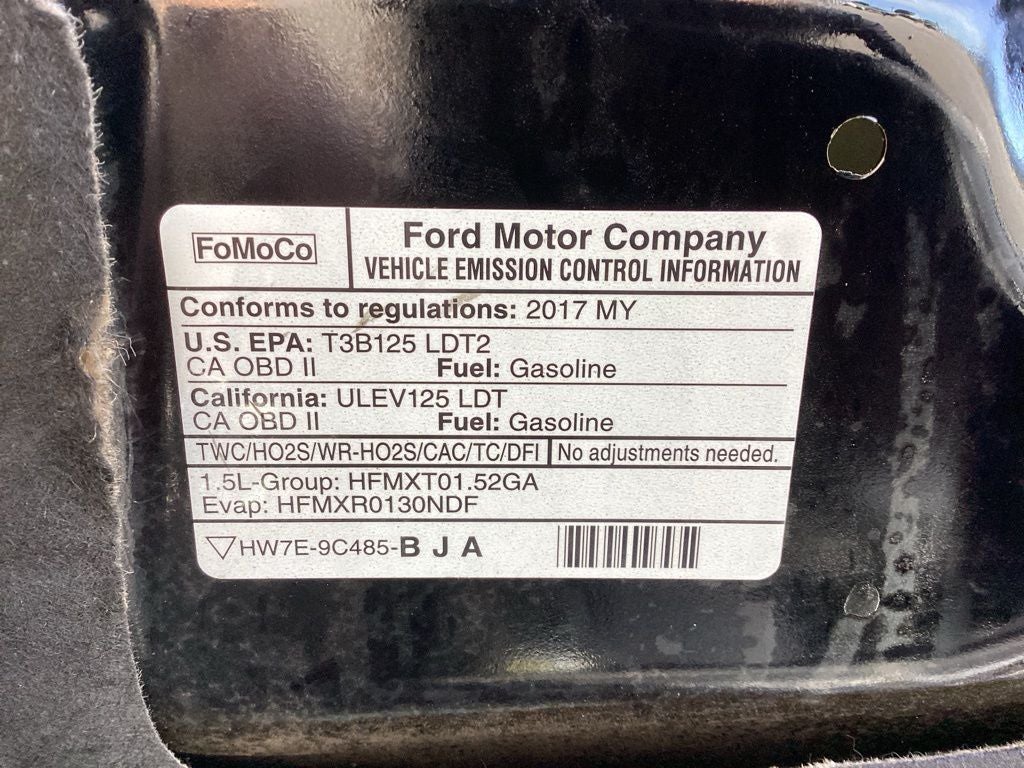 FoMoCo
Ford Motor Company
VEHICLE EMISSION CONTROL INFORMATION
Conforms to regulations: 2017 MY
U.S. EPA: T3B125 LDT2
CA OBD II Fuel: Gasoline
California: ULEV125 LDT
CA OBD II Fuel: Gasoline
TWC/HO2S/WR-HO2S/CAC/TC/DFI No adjustments needed.
1.5L-Group: HFMXT01.52GA
Evap: HFMXR0130NDF
HW7E-9C485-B J A